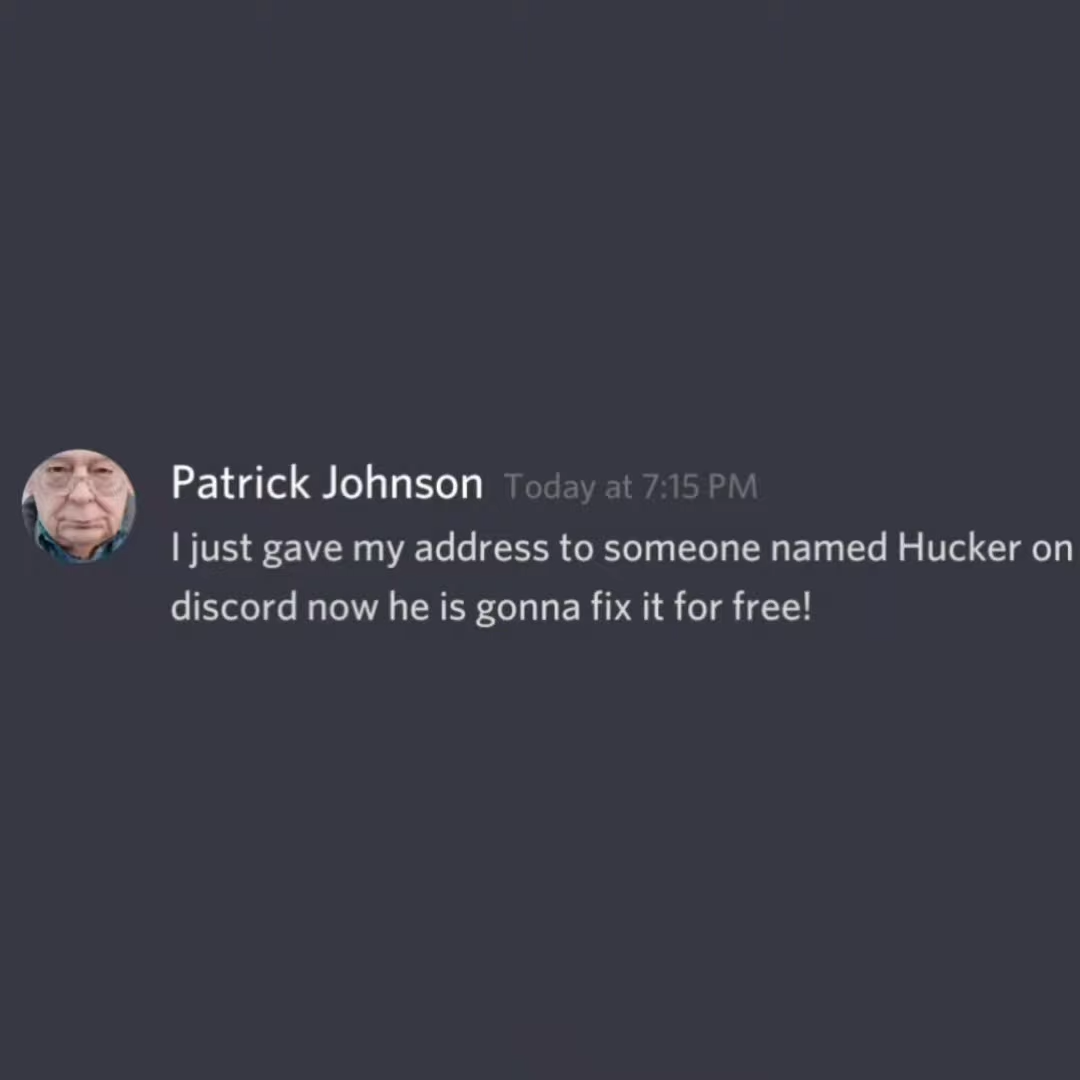 Patrick Johnson Today at 7:15 PM
I just gave my address to someone named Hucker on
discord now he is gonna fix it for free!